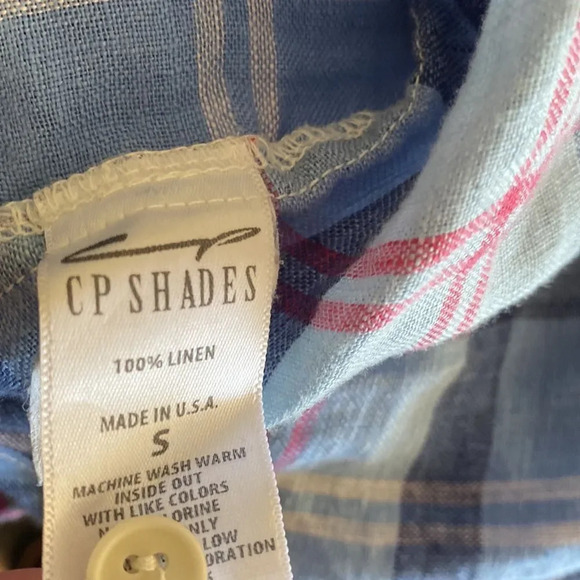 CP SHADES
100% LINEN
MADE IN U.S.A.
S
MACHINE WASH WARM
INSIDE OUT
WITH LIKE COLORS